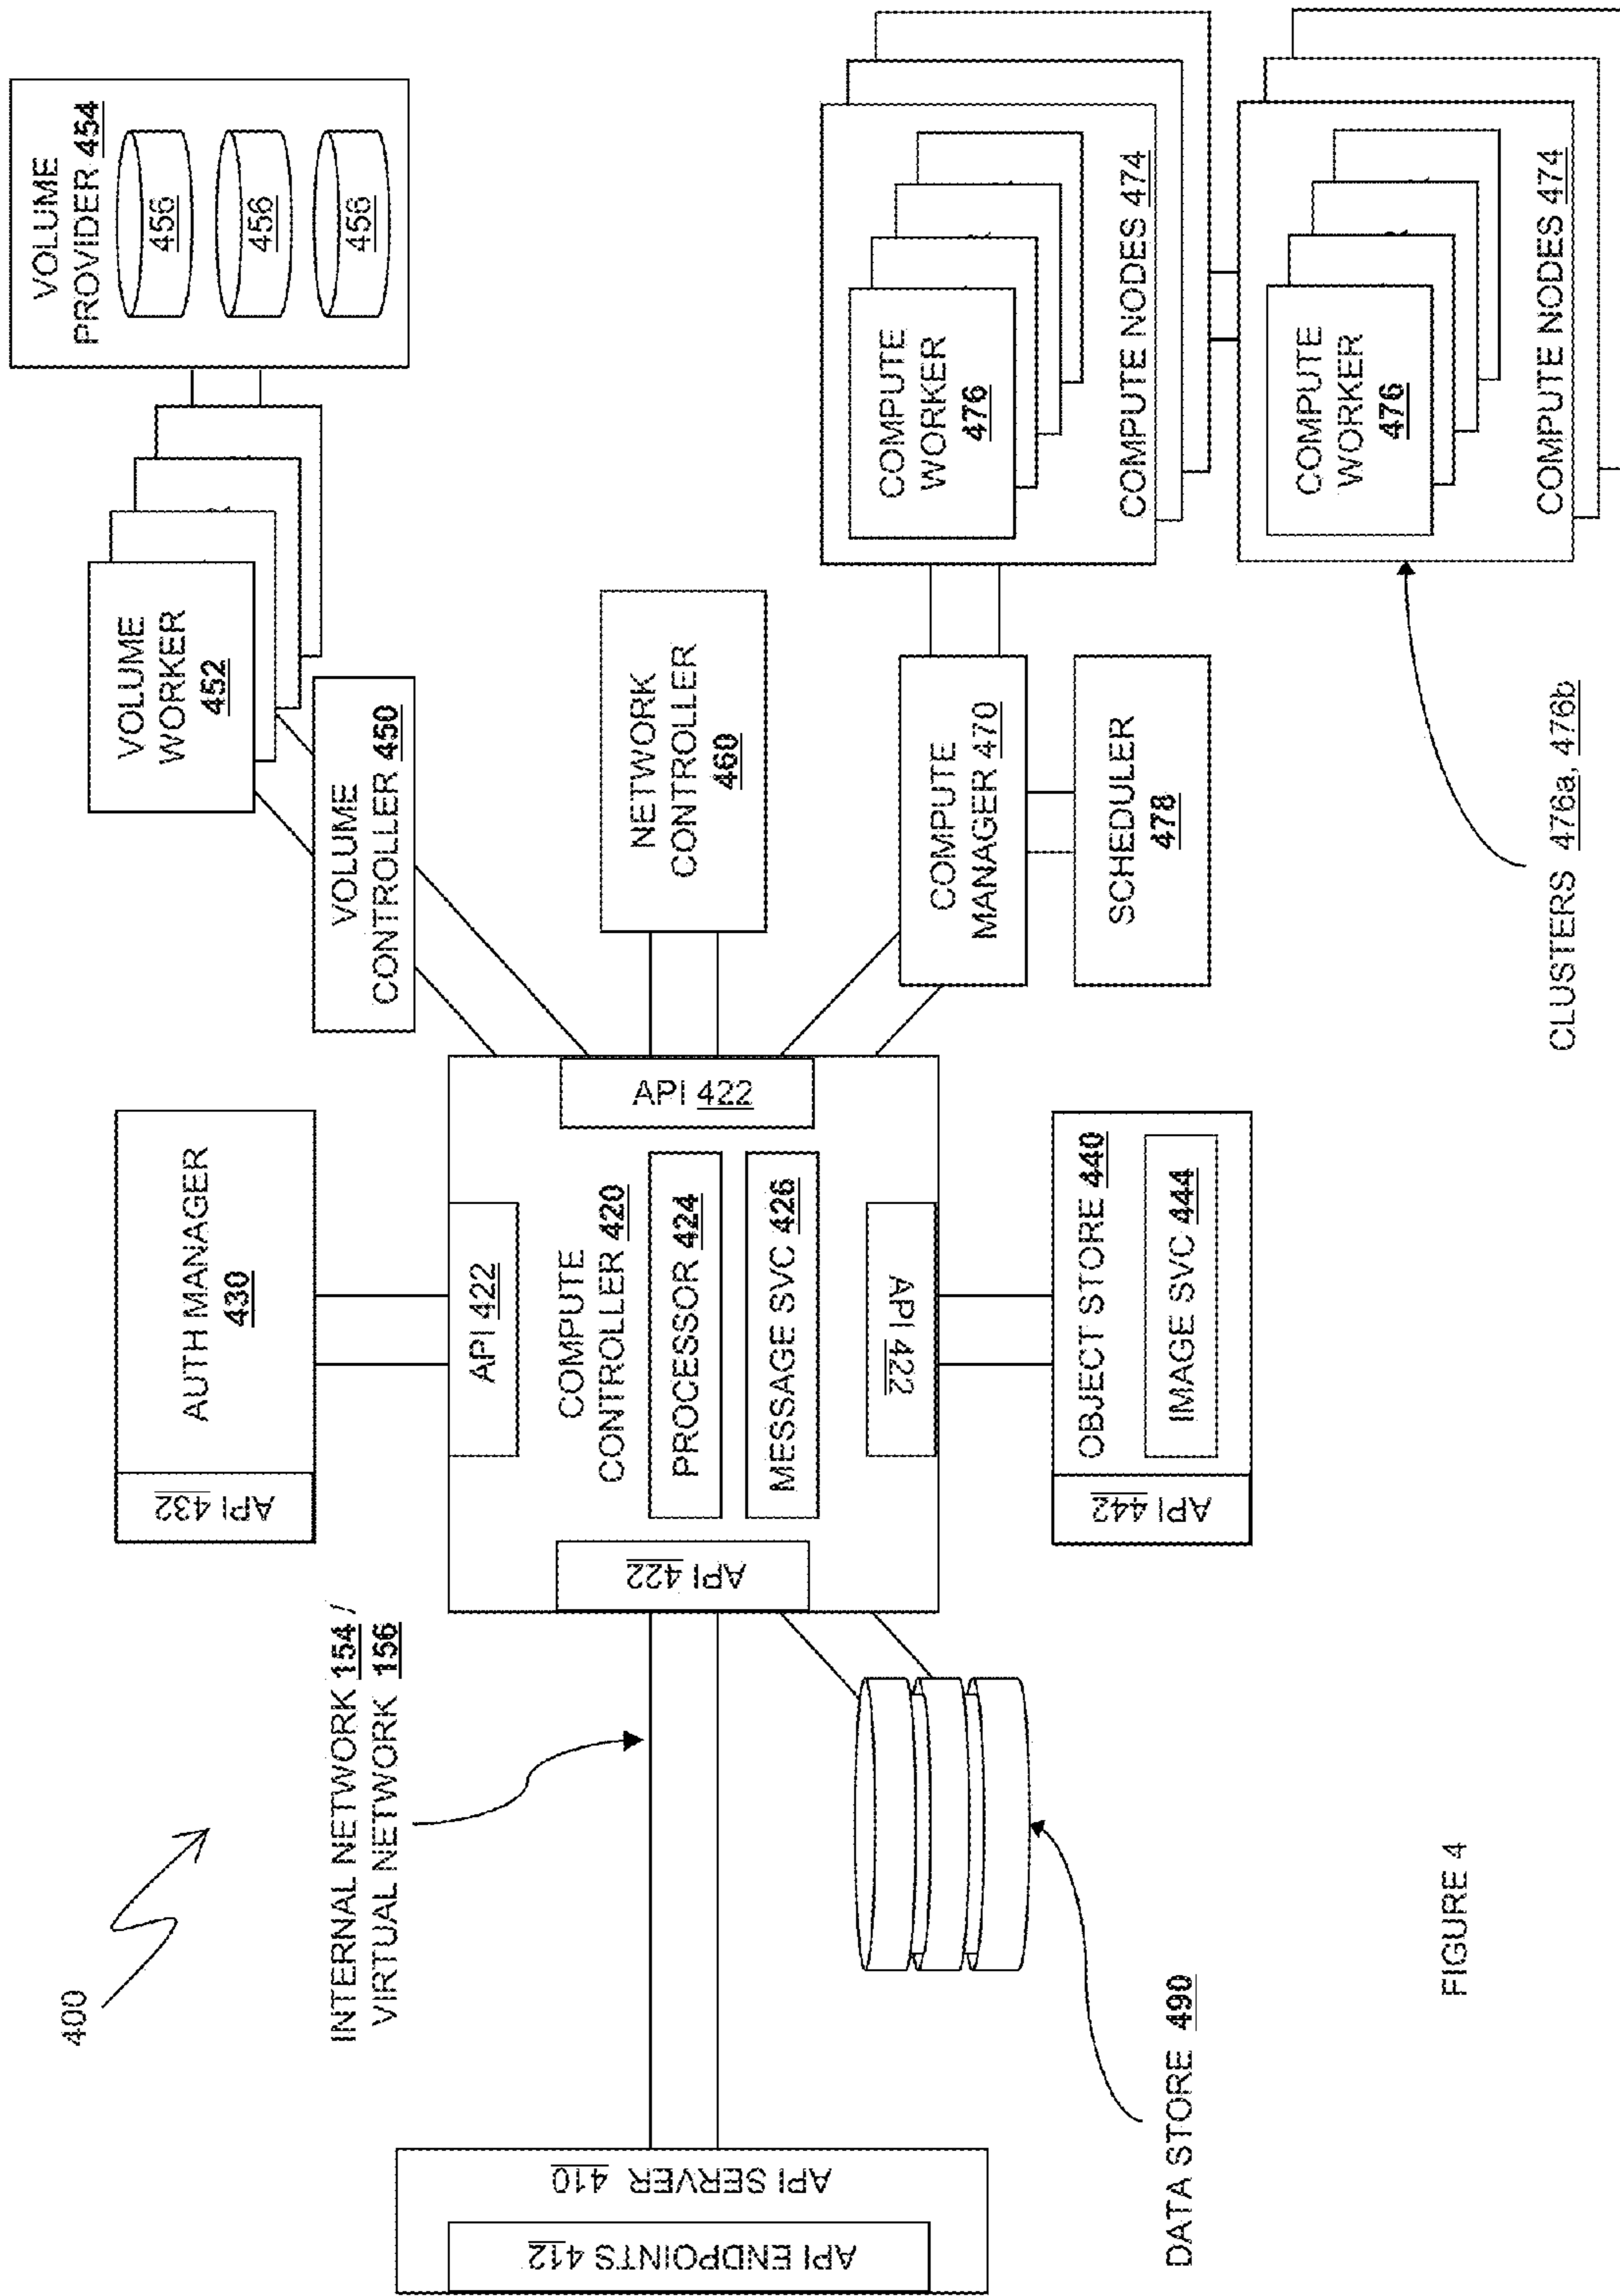 400
INTERNAL NETWORK 154 /
VIRTUAL NETWORK 156
API SERVER 410
API ENDPOINTS 412
DATA STORE 490
API 432
AUTH MANAGER
430
API 422
API 422
COMPUTE
CONTROLLER 420
PROCESSOR 424
MESSAGE SVC 426
API 422
API 422
API 442
OBJECT STORE 440
IMAGE SVC 444
VOLUME
CONTROLLER 450
VOLUME
WORKER
452
VOLUME
PROVIDER 454
456
456
456
NETWORK
CONTROLLER
460
COMPUTE
MANAGER 470
SCHEDULER
478
COMPUTE
WORKER
476
COMPUTE NODES 474
COMPUTE
WORKER
476
COMPUTE NODES 474
CLUSTERS 476a, 476b
FIGURE 4